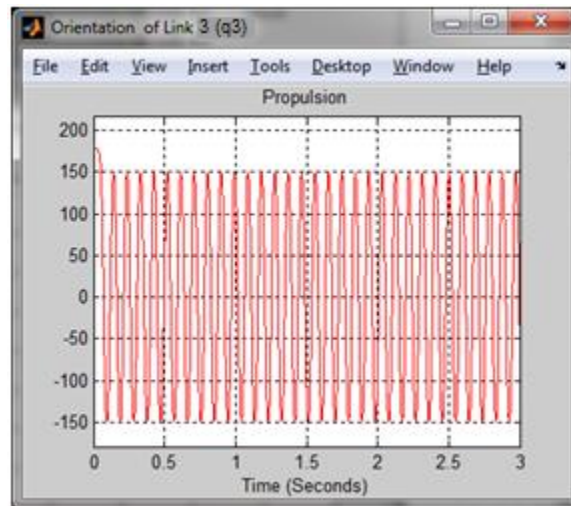 Orientation of Link 3 (q3)
File Edit View Insert Tools Desktop Window Help
Propulsion
200
150
100
50
0
-50
-100
-150
0 0.5 1 1.5 2 2.5 3
Time (Seconds)